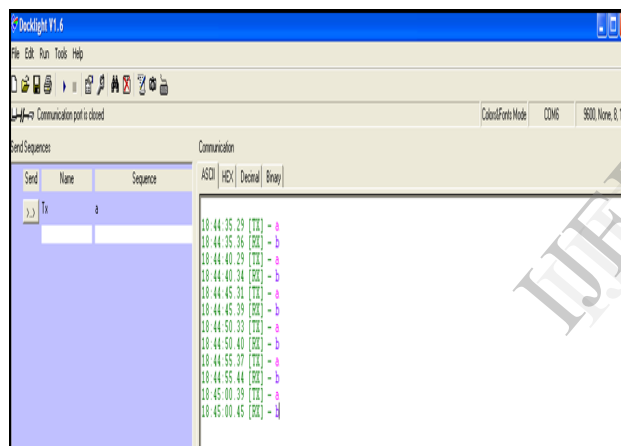 Docklight V1.6
File Edit Run Tools Help
Communication port is closed
Colors&Fonts Mode COM6 9600, None, 8, 1
Send Sequences
Communication
Send Name Sequence
ASCII HEX Decimal Binary
Tx a
18:44:35.29 [TX] - a
18:44:35.36 [RX] - b
18:44:40.29 [TX] - a
18:44:40.34 [RX] - b
18:44:45.31 [TX] - a
18:44:45.39 [RX] - b
18:44:50.33 [TX] - a
18:44:50.40 [RX] - b
18:44:55.37 [TX] - a
18:44:55.44 [RX] - b
18:45:00.39 [TX] - a
18:45:00.45 [RX] - b